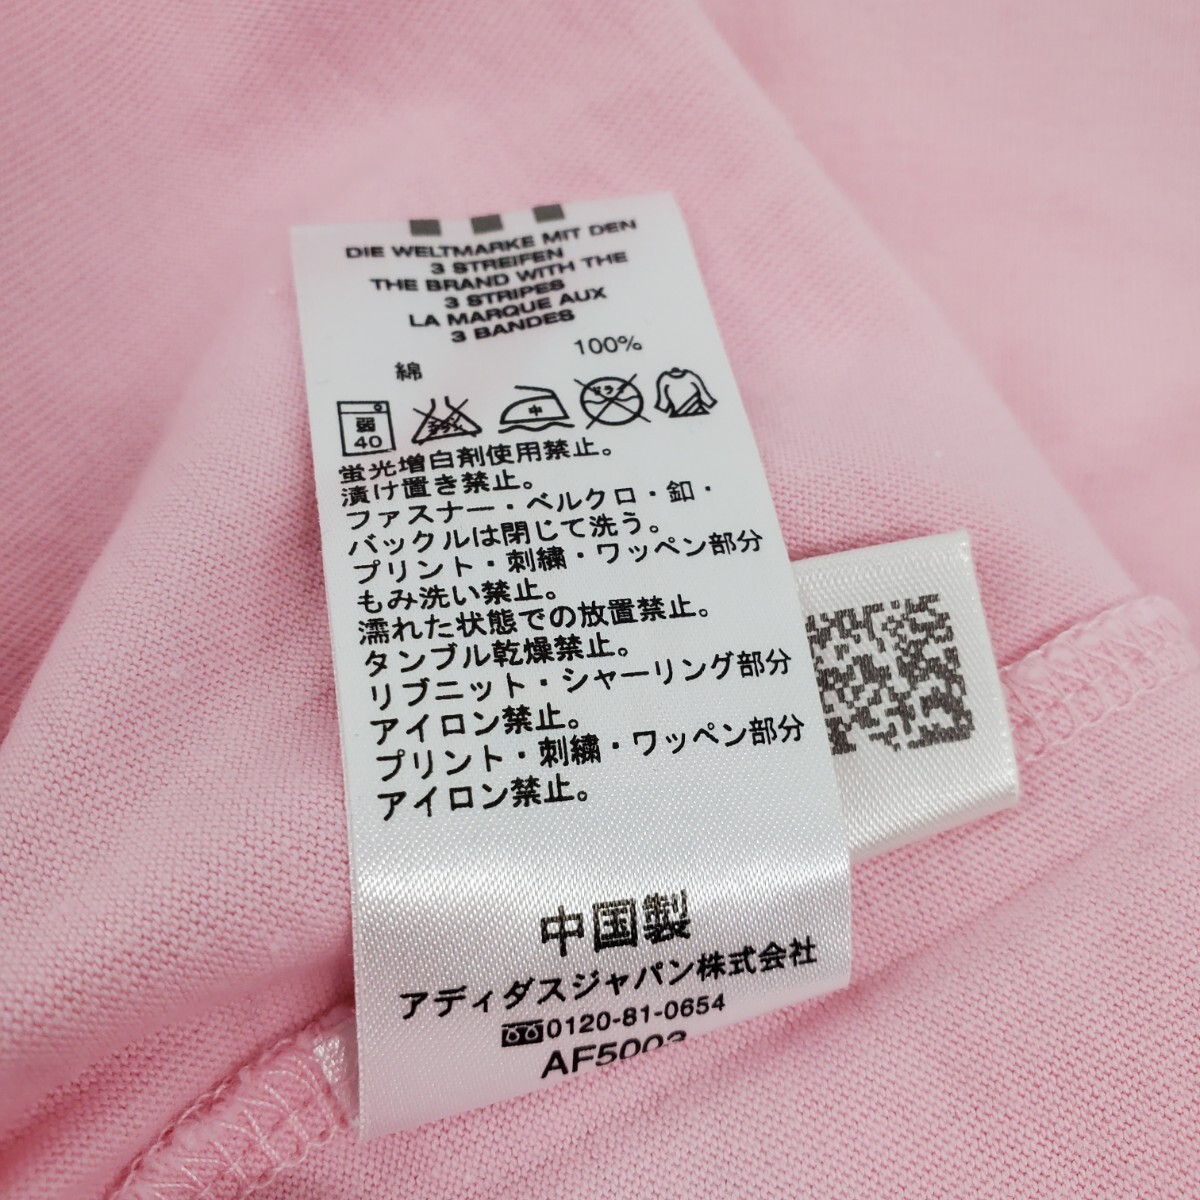 DIE WELTMARKE MIT DEN
3 STREIFEN
THE BRAND WITH THE
3 STRIPES
LA MARQUE AUX
3 BANDES
綿 100%
弱 中
40
蛍光増白剤使用禁止。
漬け置き禁止。
ファスナー・ベルクロ・釦・
バックルは閉じて洗う。
プリント・刺繍・ワッペン部分
もみ洗い禁止。
濡れた状態での放置禁止。
タンブル乾燥禁止。
リブニット・シャーリング部分
アイロン禁止。
プリント・刺繍・ワッペン部分
アイロン禁止。
中国製
アディダスジャパン株式会社
0120-81-0654